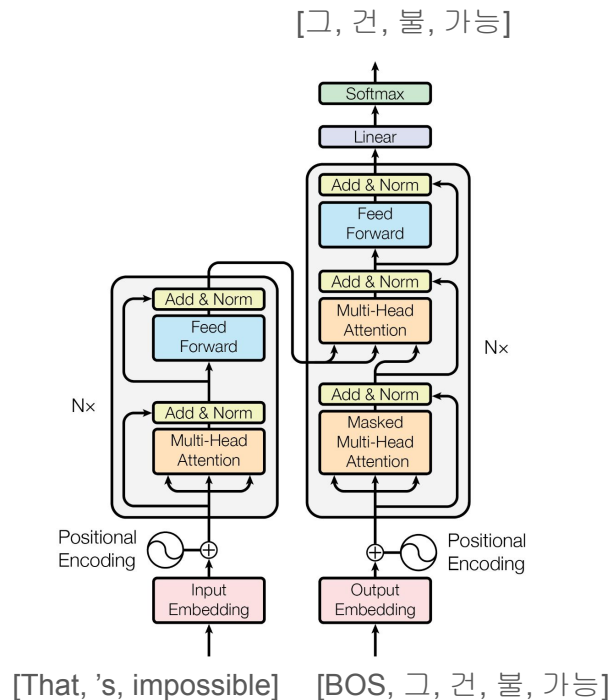 [그, 건, 불, 가능]
Softmax
Linear
Add & Norm
Feed
Forward
Add & Norm
Multi-Head
Attention
Add & Norm
Masked
Multi-Head
Attention
Nx
Add & Norm
Feed
Forward
Nx
Add & Norm
Multi-Head
Attention
Positional
Encoding
Positional
Encoding
Input
Embedding
Output
Embedding
[That, 's, impossible]
[BOS, 그, 건, 불, 가능]